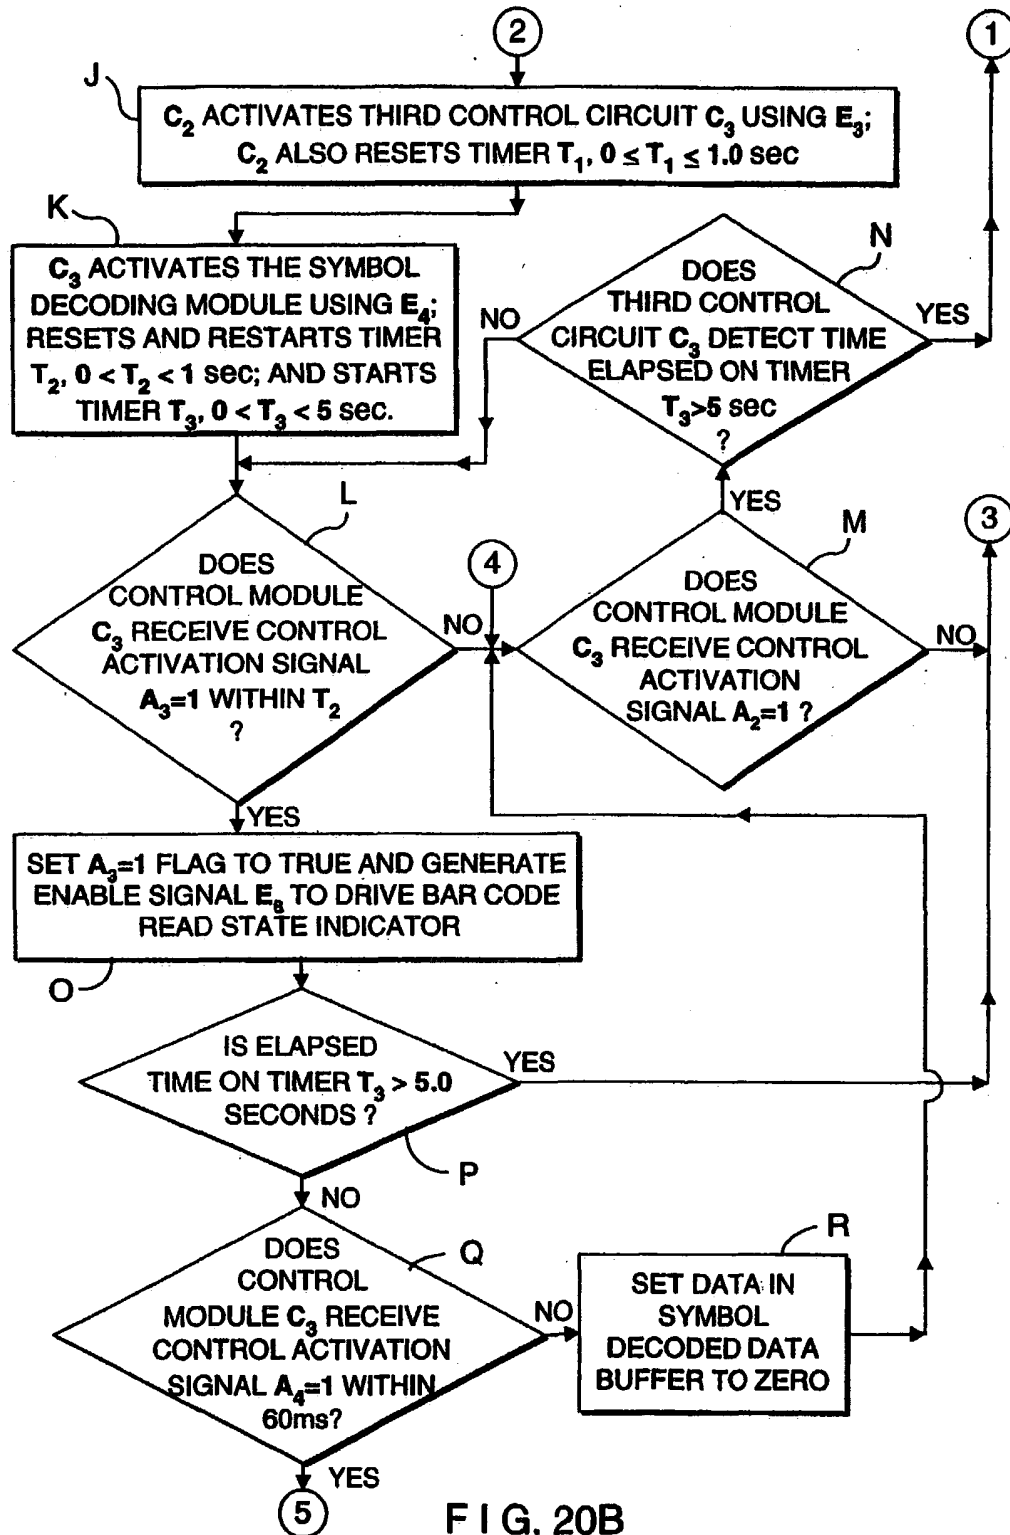 2
1
J
C₂ ACTIVATES THIRD CONTROL CIRCUIT C₃ USING E₃;
C₂ ALSO RESETS TIMER T₁, 0 ≤ T₁ ≤ 1.0 sec
K
C₃ ACTIVATES THE SYMBOL
DECODING MODULE USING E₄;
RESETS AND RESTARTS TIMER
T₂, 0 < T₂ < 1 sec; AND STARTS
TIMER T₃, 0 < T₃ < 5 sec.
N
DOES
THIRD CONTROL
CIRCUIT C₃ DETECT TIME
ELAPSED ON TIMER
T₃>5 sec
?
NO
YES
L
DOES
CONTROL MODULE
C₃ RECEIVE CONTROL
ACTIVATION SIGNAL
A₃=1 WITHIN T₂
?
NO
YES
4
YES
M
DOES
CONTROL MODULE
C₃ RECEIVE CONTROL
ACTIVATION
SIGNAL A₂=1 ?
NO
3
SET A₃=1 FLAG TO TRUE AND GENERATE
ENABLE SIGNAL E₈ TO DRIVE BAR CODE
READ STATE INDICATOR
O
IS ELAPSED
TIME ON TIMER T₃ > 5.0
SECONDS ?
YES
P
NO
Q
DOES
CONTROL
MODULE C₃ RECEIVE
CONTROL ACTIVATION
SIGNAL A₄=1 WITHIN
60ms?
NO
R
SET DATA IN
SYMBOL
DECODED DATA
BUFFER TO ZERO
YES
5
FIG. 20B